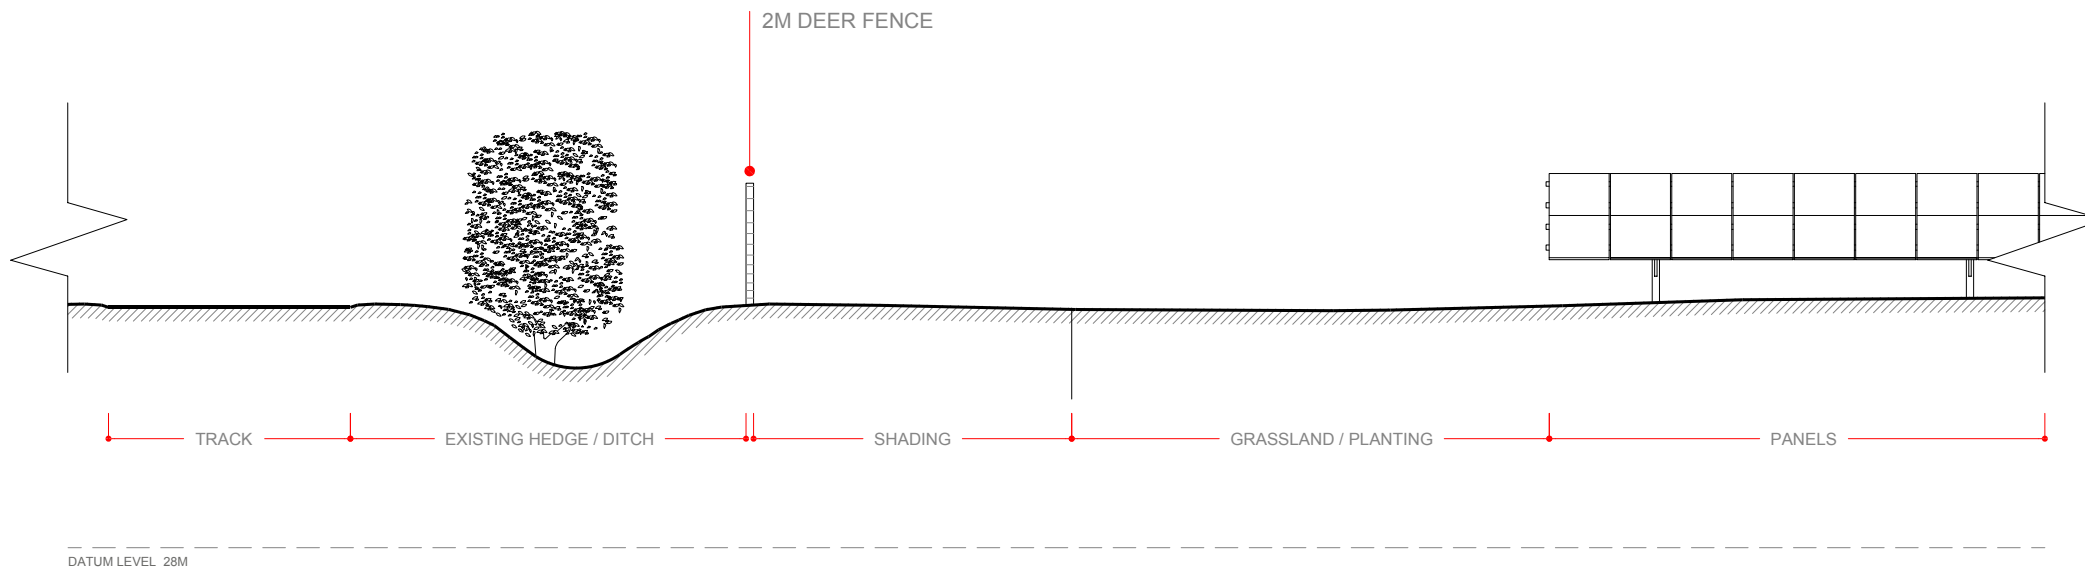 2M DEER FENCE
TRACK
EXISTING HEDGE / DITCH
SHADING
GRASSLAND / PLANTING
PANELS
DATUM LEVEL 28M